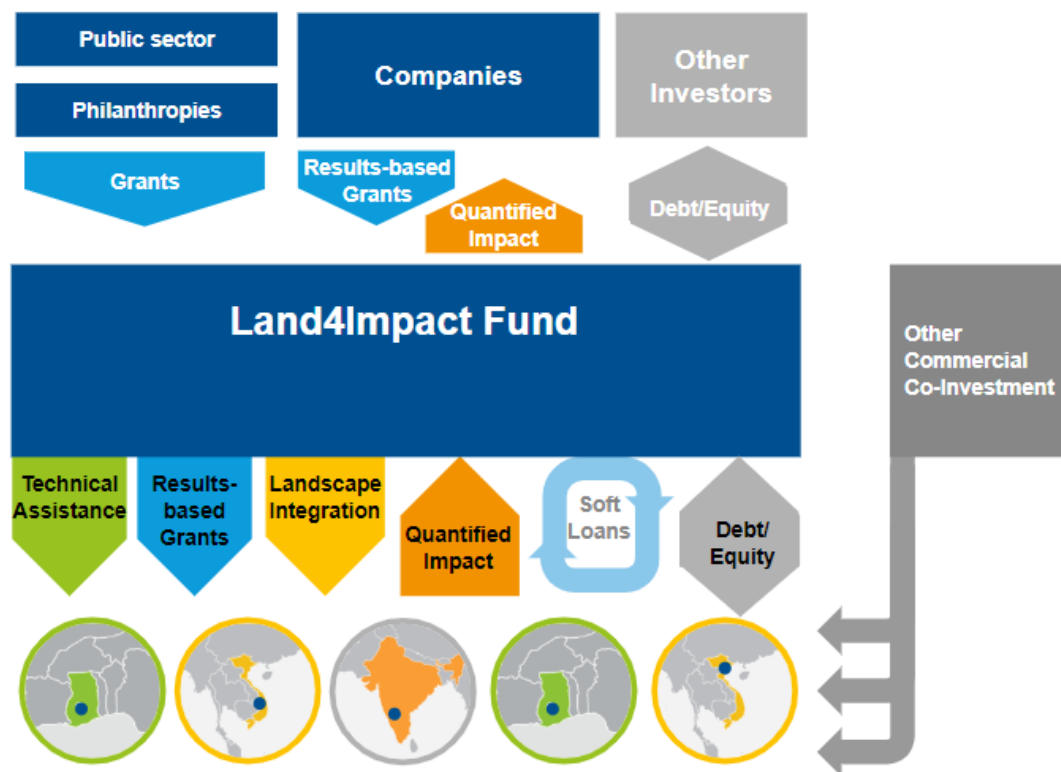 Public sector
Philanthropies
Companies
Other
Investors
Grants
Results-based
Grants
Quantified
Impact
Debt/Equity
Land4Impact Fund
Other
Commercial
Co-Investment
Technical
Assistance
Results-
based
Grants
Landscape
Integration
Quantified
Impact
Soft
Loans
Debt/
Equity